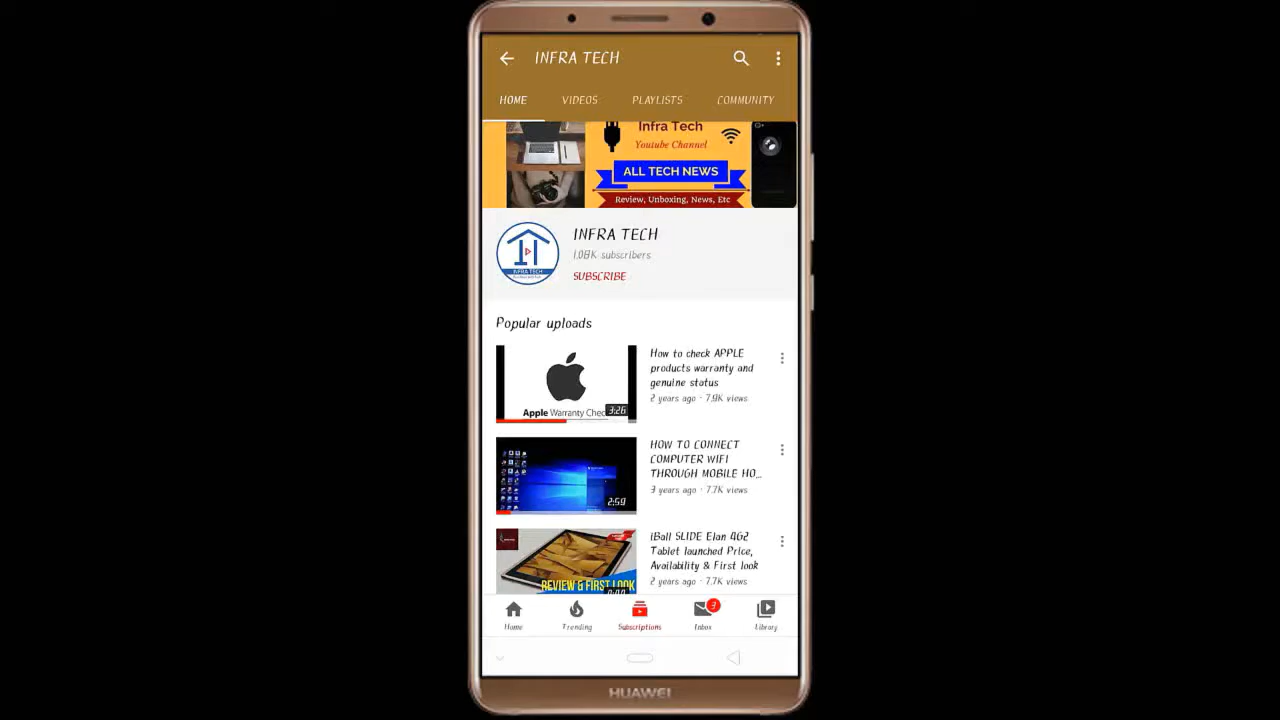 INFRA TECH
HOME VIDEOS PLAYLISTS COMMUNITY
Infra Tech
Youtube Channel
ALL TECH NEWS
Review, Unboxing, News, Etc
INFRA TECH
INFRA TECH
1.08K subscribers
SUBSCRIBE
Popular uploads
Apple Warranty Chec
3:26
How to check APPLE
products warranty and
genuine status
2 years ago · 7.9K views
2:59
HOW TO CONNECT
COMPUTER WIFI
THROUGH MOBILE HO...
3 years ago · 7.7K views
REVIEW & FIRST LOOK
iBall SLIDE Elan 4G2
Tablet launched Price,
Availability & First look
2 years ago · 7.7K views
7
Home Trending Subscriptions Inbox Library
HUAWEI